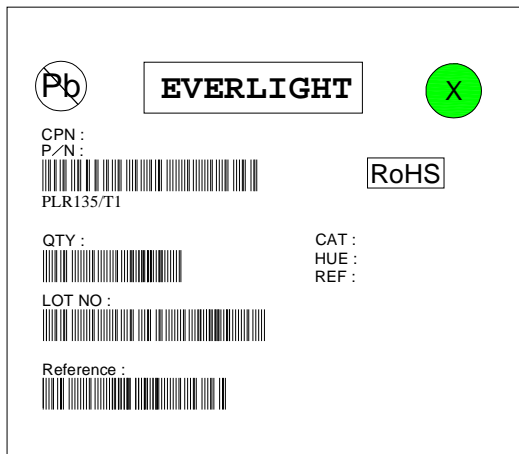 Pb
EVERLIGHT
X
CPN :
P/N :
RoHS
PLR135/T1
QTY :
CAT :
HUE :
REF :
LOT NO :
Reference :